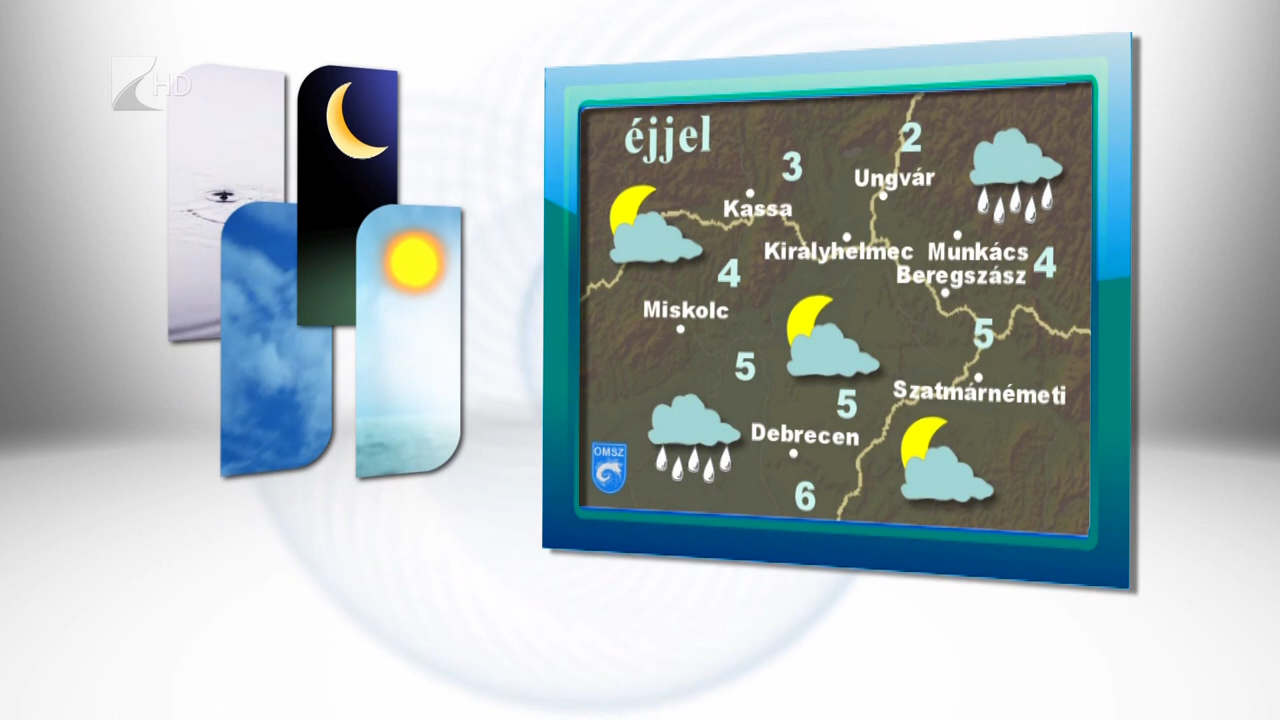 HD
éjjel
2
3
Ungvár
Kassa
Királyhelmec
Munkács
4
Beregszász
4
Miskolc
5
5
5
Szatmárnémeti
Debrecen
OMSZ
6